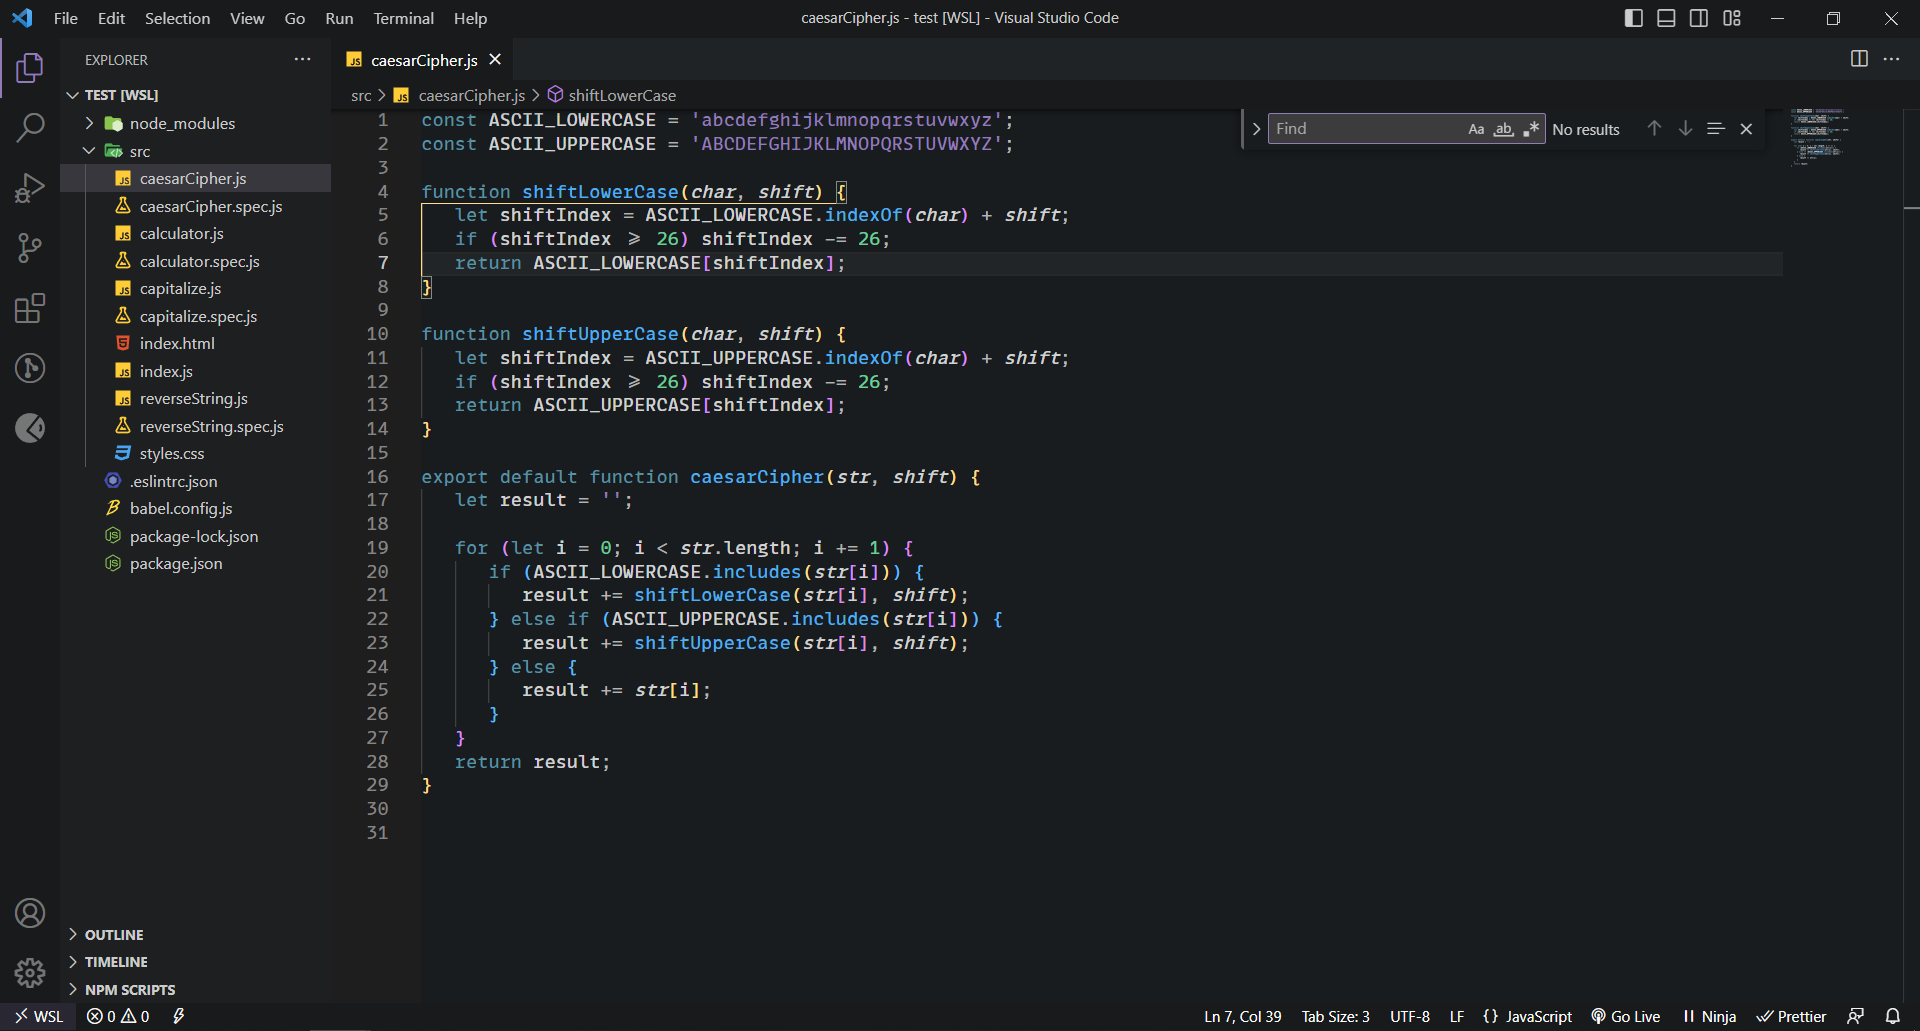 File Edit Selection View Go Run Terminal Help
caesarCipher.js - test [WSL] - Visual Studio Code
EXPLORER
TEST [WSL]
node_modules
src
caesarCipher.js
caesarCipher.spec.js
calculator.js
calculator.spec.js
capitalize.js
capitalize.spec.js
index.html
index.js
reverseString.js
reverseString.spec.js
styles.css
.eslintrc.json
babel.config.js
package-lock.json
package.json
OUTLINE
TIMELINE
NPM SCRIPTS
caesarCipher.js
src > caesarCipher.js > shiftLowerCase
Find Aa ab .* No results
1 const ASCII_LOWERCASE = 'abcdefghijklmnopqrstuvwxyz';
2 const ASCII_UPPERCASE = 'ABCDEFGHIJKLMNOPQRSTUVWXYZ';
3
4 function shiftLowerCase(char, shift) {
5 let shiftIndex = ASCII_LOWERCASE.indexOf(char) + shift;
6 if (shiftIndex ⩾ 26) shiftIndex -= 26;
7 return ASCII_LOWERCASE[shiftIndex];
8 }
9
10 function shiftUpperCase(char, shift) {
11 let shiftIndex = ASCII_UPPERCASE.indexOf(char) + shift;
12 if (shiftIndex ⩾ 26) shiftIndex -= 26;
13 return ASCII_UPPERCASE[shiftIndex];
14 }
15
16 export default function caesarCipher(str, shift) {
17 let result = '';
18
19 for (let i = 0; i < str.length; i += 1) {
20 if (ASCII_LOWERCASE.includes(str[i])) {
21 result += shiftLowerCase(str[i], shift);
22 } else if (ASCII_UPPERCASE.includes(str[i])) {
23 result += shiftUpperCase(str[i], shift);
24 } else {
25 result += str[i];
26 }
27 }
28 return result;
29 }
30
31
WSL 0 0 Ln 7, Col 39 Tab Size: 3 UTF-8 LF {} JavaScript Go Live Ninja Prettier